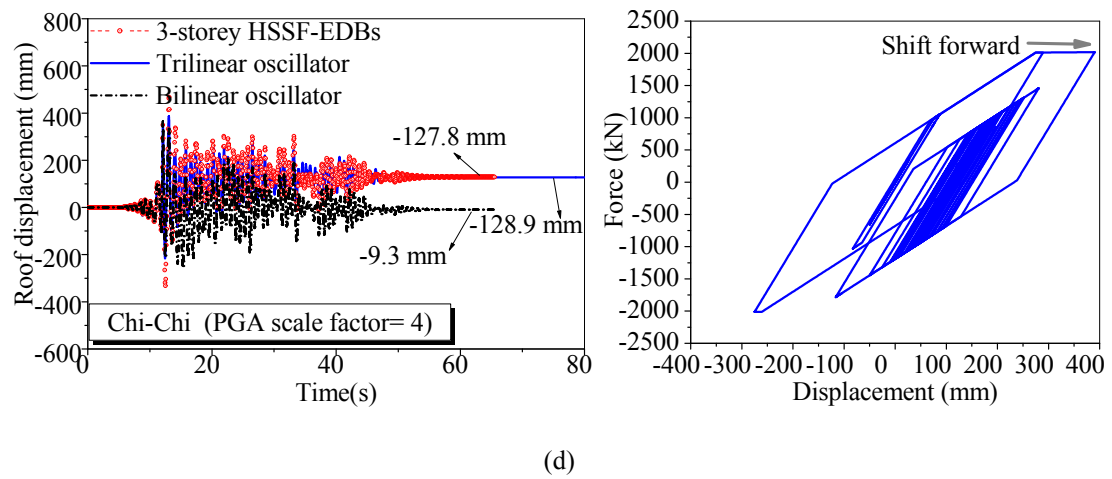 800
600
400
200
0
-200
-400
-600
Roof displacement (mm)
3-storey HSSF-EDBs
Trilinear oscillator
Bilinear oscillator
-127.8 mm
-128.9 mm
-9.3 mm
Chi-Chi (PGA scale factor= 4)
0 20 40 60 80
Time(s)
2500
2000
1500
1000
500
0
-500
-1000
-1500
-2000
-2500
Force (kN)
Shift forward
-400 -300 -200 -100 0 100 200 300 400
Displacement (mm)
(d)